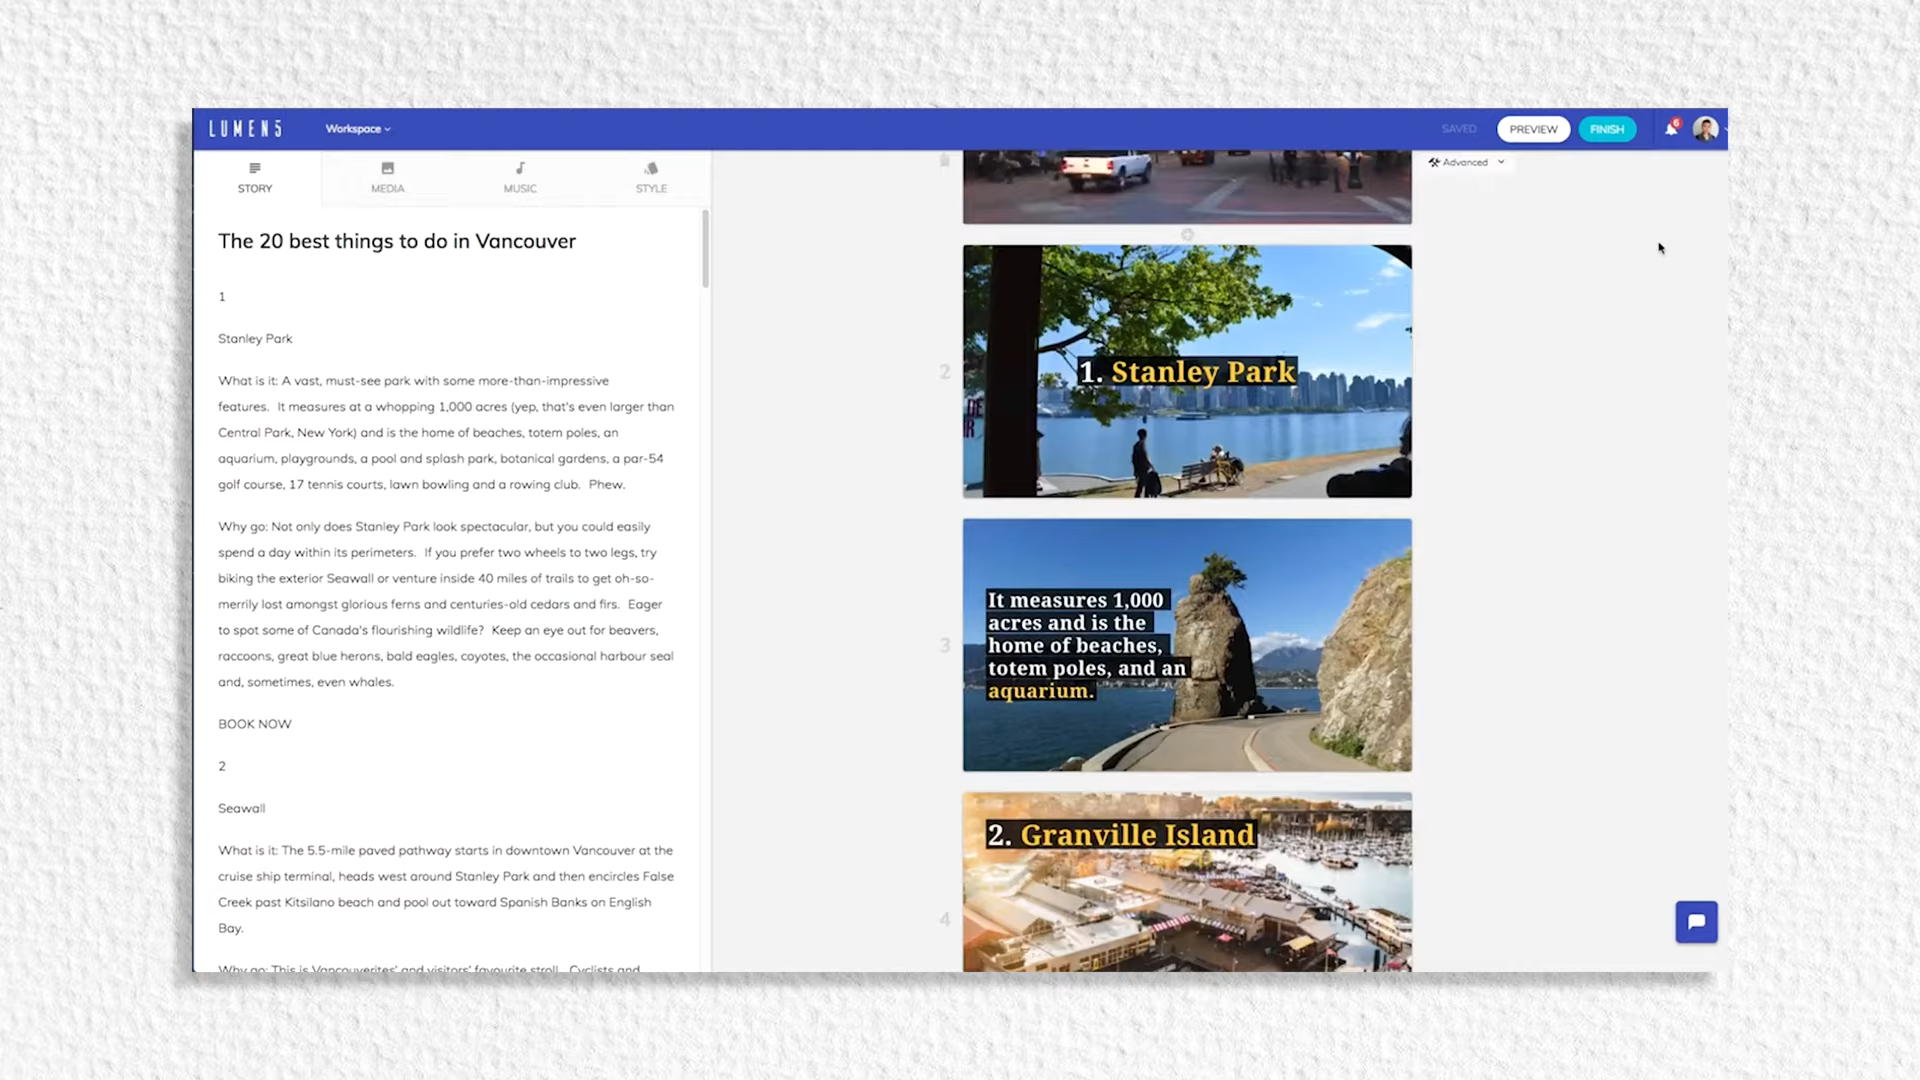 LUMEN5
Workspace
SAVED
PREVIEW
FINISH
6
STORY
MEDIA
MUSIC
STYLE
Advanced
The 20 best things to do in Vancouver
1
Stanley Park
What is it: A vast, must-see park with some more-than-impressive
features. It measures at a whopping 1,000 acres (yep, that's even larger than
Central Park, New York) and is the home of beaches, totem poles, an
aquarium, playgrounds, a pool and splash park, botanical gardens, a par-54
golf course, 17 tennis courts, lawn bowling and a rowing club. Phew.
Why go: Not only does Stanley Park look spectacular, but you could easily
spend a day within its perimeters. If you prefer two wheels to two legs, try
biking the exterior Seawall or venture inside 40 miles of trails to get oh-so-
merrily lost amongst glorious ferns and centuries-old cedars and firs. Eager
to spot some of Canada's flourishing wildlife? Keep an eye out for beavers,
raccoons, great blue herons, bald eagles, coyotes, the occasional harbour seal
and, sometimes, even whales.
BOOK NOW
2
Seawall
What is it: The 5.5-mile paved pathway starts in downtown Vancouver at the
cruise ship terminal, heads west around Stanley Park and then encircles False
Creek past Kitsilano beach and pool out toward Spanish Banks on English
Bay.
Why go: This is Vancouverites' and visitors' favourite stroll. Cyclists and
2
1. Stanley Park
3
It measures 1,000
acres and is the
home of beaches,
totem poles, and an
aquarium.
4
2. Granville Island